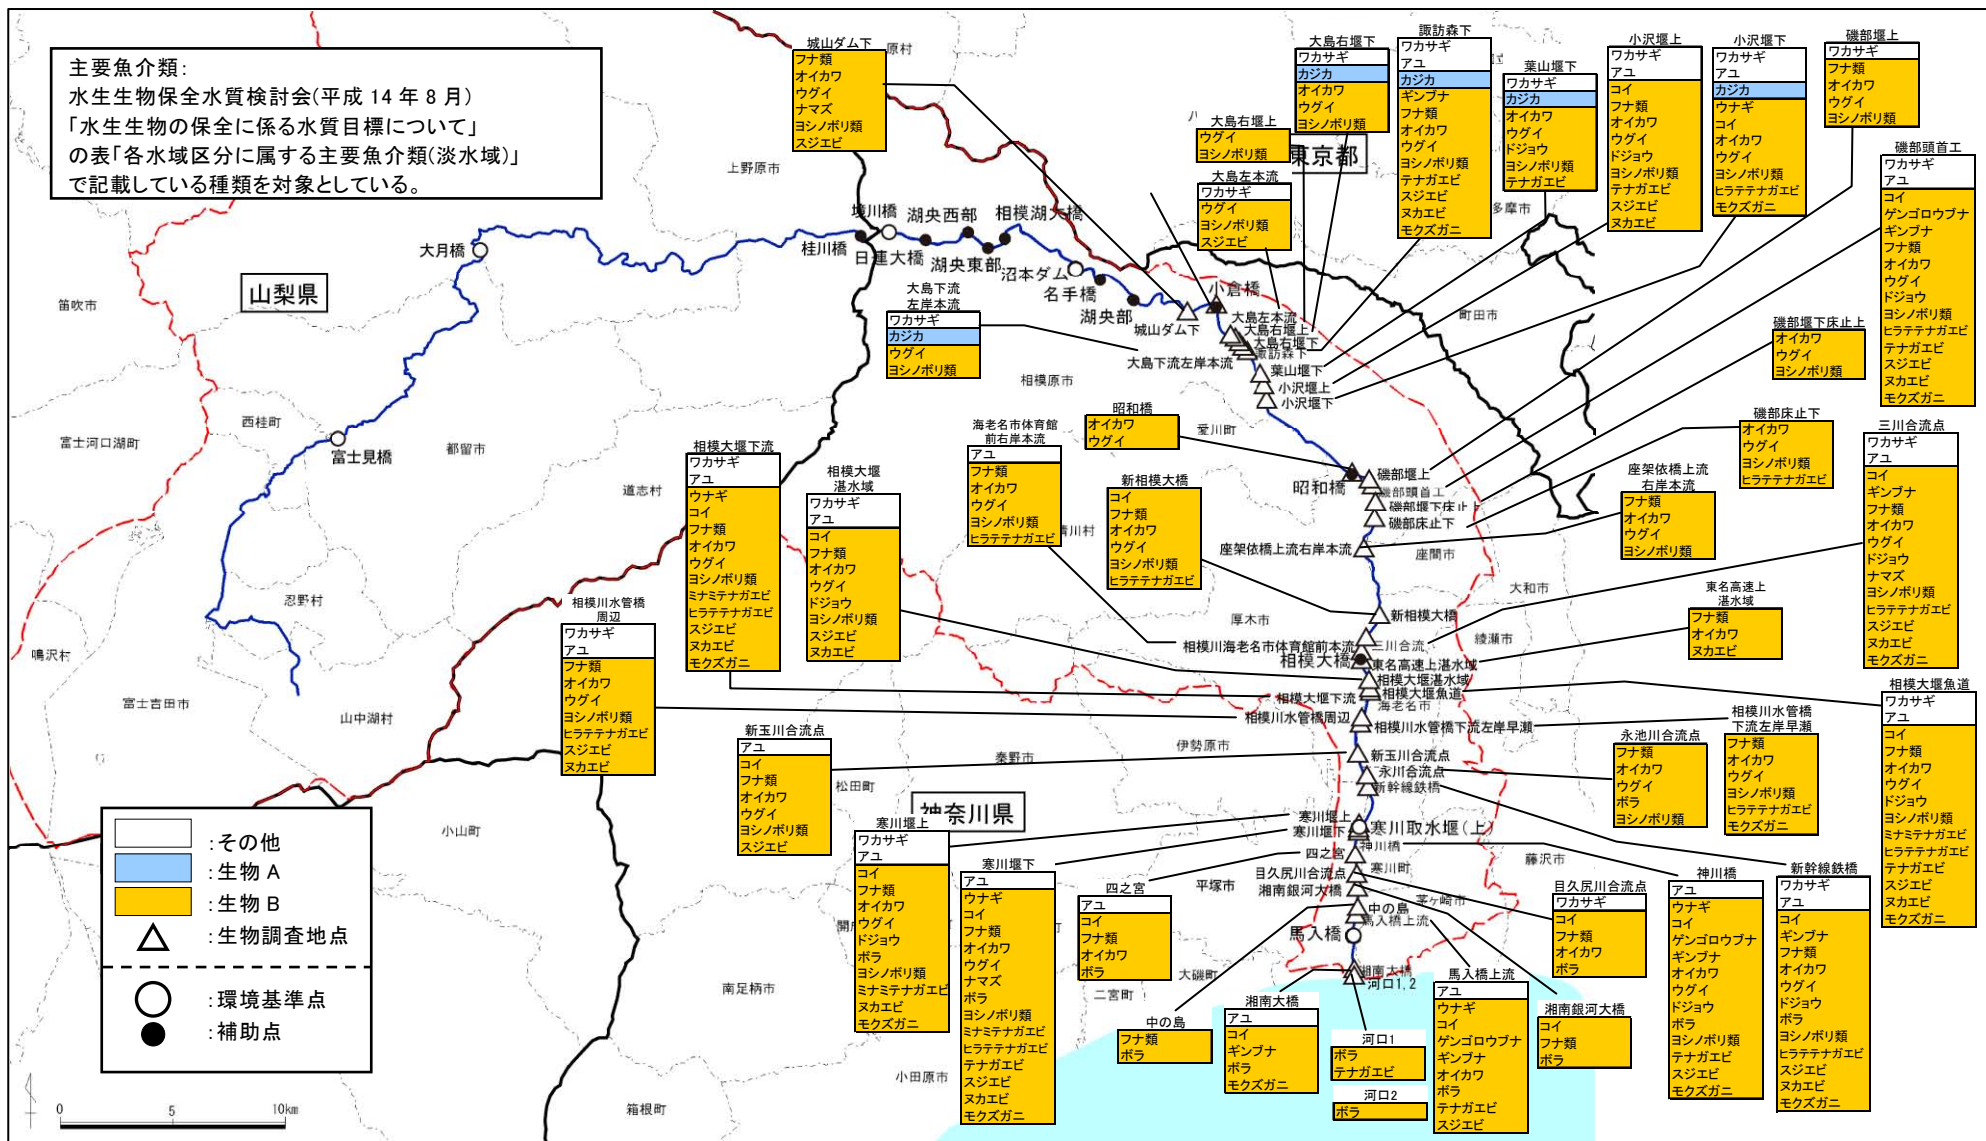 主要魚介類：
水生生物保全水質検討会(平成 14 年 8 月)
「水生生物の保全に係る水質目標について」
の表「各水域区分に属する主要魚介類(淡水域)」
で記載している種類を対象としている。
城山ダム下
フナ類
オイカワ
ウグイ
ナマズ
ヨシノボリ類
スジエビ
原村
大島右堰下
ワカサギ
カジカ
オイカワ
ウグイ
ヨシノボリ類
大島右堰上
ウグイ
ヨシノボリ類
大島左本流
ワカサギ
ウグイ
ヨシノボリ類
スジエビ
東京都
諏訪森下
ワカサギ
アユ
カジカ
ギンブナ
フナ類
オイカワ
ウグイ
ヨシノボリ類
テナガエビ
スジエビ
ヌカエビ
モクズガニ
葉山堰下
ワカサギ
カジカ
オイカワ
ウグイ
ドジョウ
ヨシノボリ類
テナガエビ
小沢堰上
ワカサギ
アユ
コイ
フナ類
オイカワ
ウグイ
ドジョウ
ヨシノボリ類
テナガエビ
スジエビ
ヌカエビ
小沢堰下
ワカサギ
アユ
カジカ
ウナギ
コイ
オイカワ
ウグイ
ヨシノボリ類
ヒラテテナガエビ
モクズガニ
磯部堰上
ワカサギ
フナ類
オイカワ
ウグイ
ヨシノボリ類
磯部頭首工
ワカサギ
アユ
コイ
ゲンゴロウブナ
ギンブナ
フナ類
オイカワ
ウグイ
ドジョウ
ヨシノボリ類
ヒラテテナガエビ
テナガエビ
スジエビ
ヌカエビ
モクズガニ
多摩市
上野原市
大月橋
山梨県
笛吹市
桂川橋
境川橋
日連大橋
湖央西部
湖央東部
相模湖大橋
沼本ダム
名手橋
湖央部
城山ダム下
小倉橋
大島左本流
大島右堰上
大島右堰下
諏訪森下
大島下流左岸本流
葉山堰下
小沢堰上
小沢堰下
町田市
大島下流
左岸本流
ワカサギ
カジカ
ウグイ
ヨシノボリ類
相模原市
磯部堰下床止上
オイカワ
ウグイ
ヨシノボリ類
磯部床止下
オイカワ
ウグイ
ヨシノボリ類
ヒラテテナガエビ
三川合流点
ワカサギ
アユ
コイ
ギンブナ
フナ類
オイカワ
ウグイ
ドジョウ
ナマズ
ヨシノボリ類
ヒラテテナガエビ
スジエビ
ヌカエビ
モクズガニ
西桂町
富士河口湖町
富士見橋
都留市
道志村
忍野村
鳴沢村
富士吉田市
山中湖村
昭和橋
オイカワ
ウグイ
愛川町
昭和橋
磯部堰上
磯部頭首工
磯部堰下床止上
磯部床止下
座架依橋上流
右岸本流
フナ類
オイカワ
ウグイ
ヨシノボリ類
座架依橋上流右岸本流
座間市
相模大堰下流
ワカサギ
アユ
ウナギ
コイ
フナ類
オイカワ
ウグイ
ヨシノボリ類
ミナミテナガエビ
ヒラテテナガエビ
スジエビ
ヌカエビ
モクズガニ
相模大堰
湛水域
ワカサギ
アユ
コイ
フナ類
オイカワ
ウグイ
ドジョウ
ヨシノボリ類
スジエビ
ヌカエビ
海老名市体育館
前右岸本流
アユ
フナ類
オイカワ
ウグイ
ヨシノボリ類
ヒラテテナガエビ
新相模大橋
コイ
フナ類
オイカワ
ウグイ
ヨシノボリ類
ヒラテテナガエビ
清川村
大和市
厚木市
綾瀬市
新相模大橋
相模川海老名市体育館前本流
三川合流
相模大橋
東名高速上湛水域
相模大堰湛水域
相模大堰魚道
相模大堰下流
海老名市
相模川水管橋周辺
相模川水管橋下流左岸早瀬
東名高速上
湛水域
フナ類
オイカワ
ヌカエビ
相模川水管橋
周辺
ワカサギ
アユ
フナ類
オイカワ
ウグイ
ヨシノボリ類
ヒラテテナガエビ
スジエビ
ヌカエビ
新玉川合流点
アユ
コイ
フナ類
オイカワ
ウグイ
ヨシノボリ類
スジエビ
伊勢原市
秦野市
松田町
神奈川県
新玉川合流点
永川合流点
新幹線鉄橋
永池川合流点
フナ類
オイカワ
ウグイ
ボラ
ヨシノボリ類
相模川水管橋
下流左岸早瀬
フナ類
オイカワ
ウグイ
ヨシノボリ類
ヒラテテナガエビ
モクズガニ
相模大堰魚道
ワカサギ
アユ
コイ
フナ類
オイカワ
ウグイ
ドジョウ
ヨシノボリ類
ミナミテナガエビ
ヒラテテナガエビ
テナガエビ
スジエビ
ヌカエビ
モクズガニ
:その他
:生物 A
:生物 B
:生物調査地点
:環境基準点
:補助点
0 5 10km
小山町
南足柄市
箱根町
小田原市
寒川堰上
ワカサギ
アユ
コイ
フナ類
オイカワ
ウグイ
ドジョウ
ボラ
ヨシノボリ類
ミナミテナガエビ
ヌカエビ
モクズガニ
寒川堰下
アユ
ウナギ
コイ
フナ類
オイカワ
ウグイ
ナマズ
ボラ
ヨシノボリ類
ミナミテナガエビ
ヒラテテナガエビ
テナガエビ
スジエビ
ヌカエビ
モクズガニ
四之宮
アユ
コイ
フナ類
オイカワ
ボラ
寒川堰上
寒川堰下
寒川取水堰(上)
神川橋
四之宮
寒川町
目久尻川合流点
湘南銀河大橋
中の島
馬入橋上流
馬入橋
湘南大橋
河口1,2
平塚市
茅ヶ崎市
藤沢市
大磯町
二宮町
中の島
フナ類
ボラ
湘南大橋
アユ
コイ
ギンブナ
ボラ
モクズガニ
河口1
ボラ
テナガエビ
河口2
ボラ
馬入橋上流
アユ
ウナギ
コイ
ゲンゴロウブナ
ギンブナ
オイカワ
ボラ
テナガエビ
スジエビ
目久尻川合流点
ワカサギ
コイ
フナ類
オイカワ
ボラ
湘南銀河大橋
コイ
フナ類
ボラ
神川橋
アユ
ウナギ
コイ
ゲンゴロウブナ
ギンブナ
オイカワ
ウグイ
ドジョウ
ボラ
ヨシノボリ類
テナガエビ
スジエビ
モクズガニ
新幹線鉄橋
ワカサギ
アユ
コイ
ギンブナ
フナ類
オイカワ
ウグイ
ドジョウ
ボラ
ヨシノボリ類
ヒラテテナガエビ
スジエビ
ヌカエビ
モクズガニ